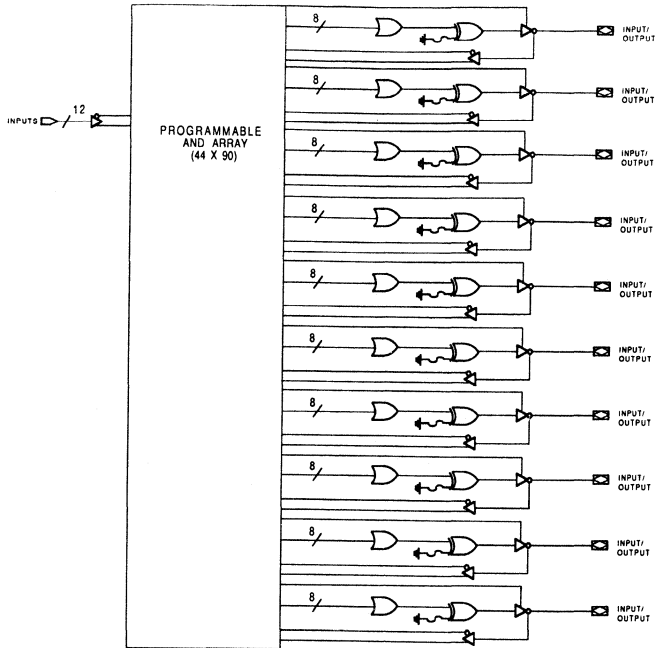 8
INPUT/
OUTPUT
8
INPUT/
OUTPUT
12
INPUTS
PROGRAMMABLE
AND ARRAY
(44 X 90)
8
INPUT/
OUTPUT
8
INPUT/
OUTPUT
8
INPUT/
OUTPUT
8
INPUT/
OUTPUT
8
INPUT/
OUTPUT
8
INPUT/
OUTPUT
8
INPUT/
OUTPUT
8
INPUT/
OUTPUT